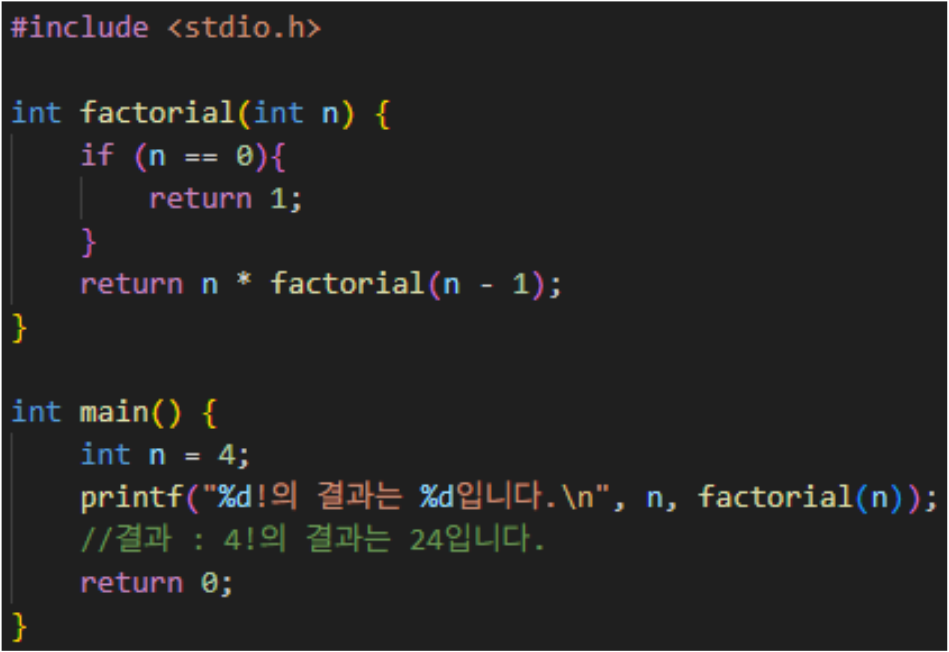 #include <stdio.h>
int factorial(int n) {
if (n == 0){
return 1;
}
return n * factorial(n - 1);
}
int main() {
int n = 4;
printf("%d!의 결과는 %d입니다.\n", n, factorial(n));
//결과 : 4!의 결과는 24입니다.
return 0;
}